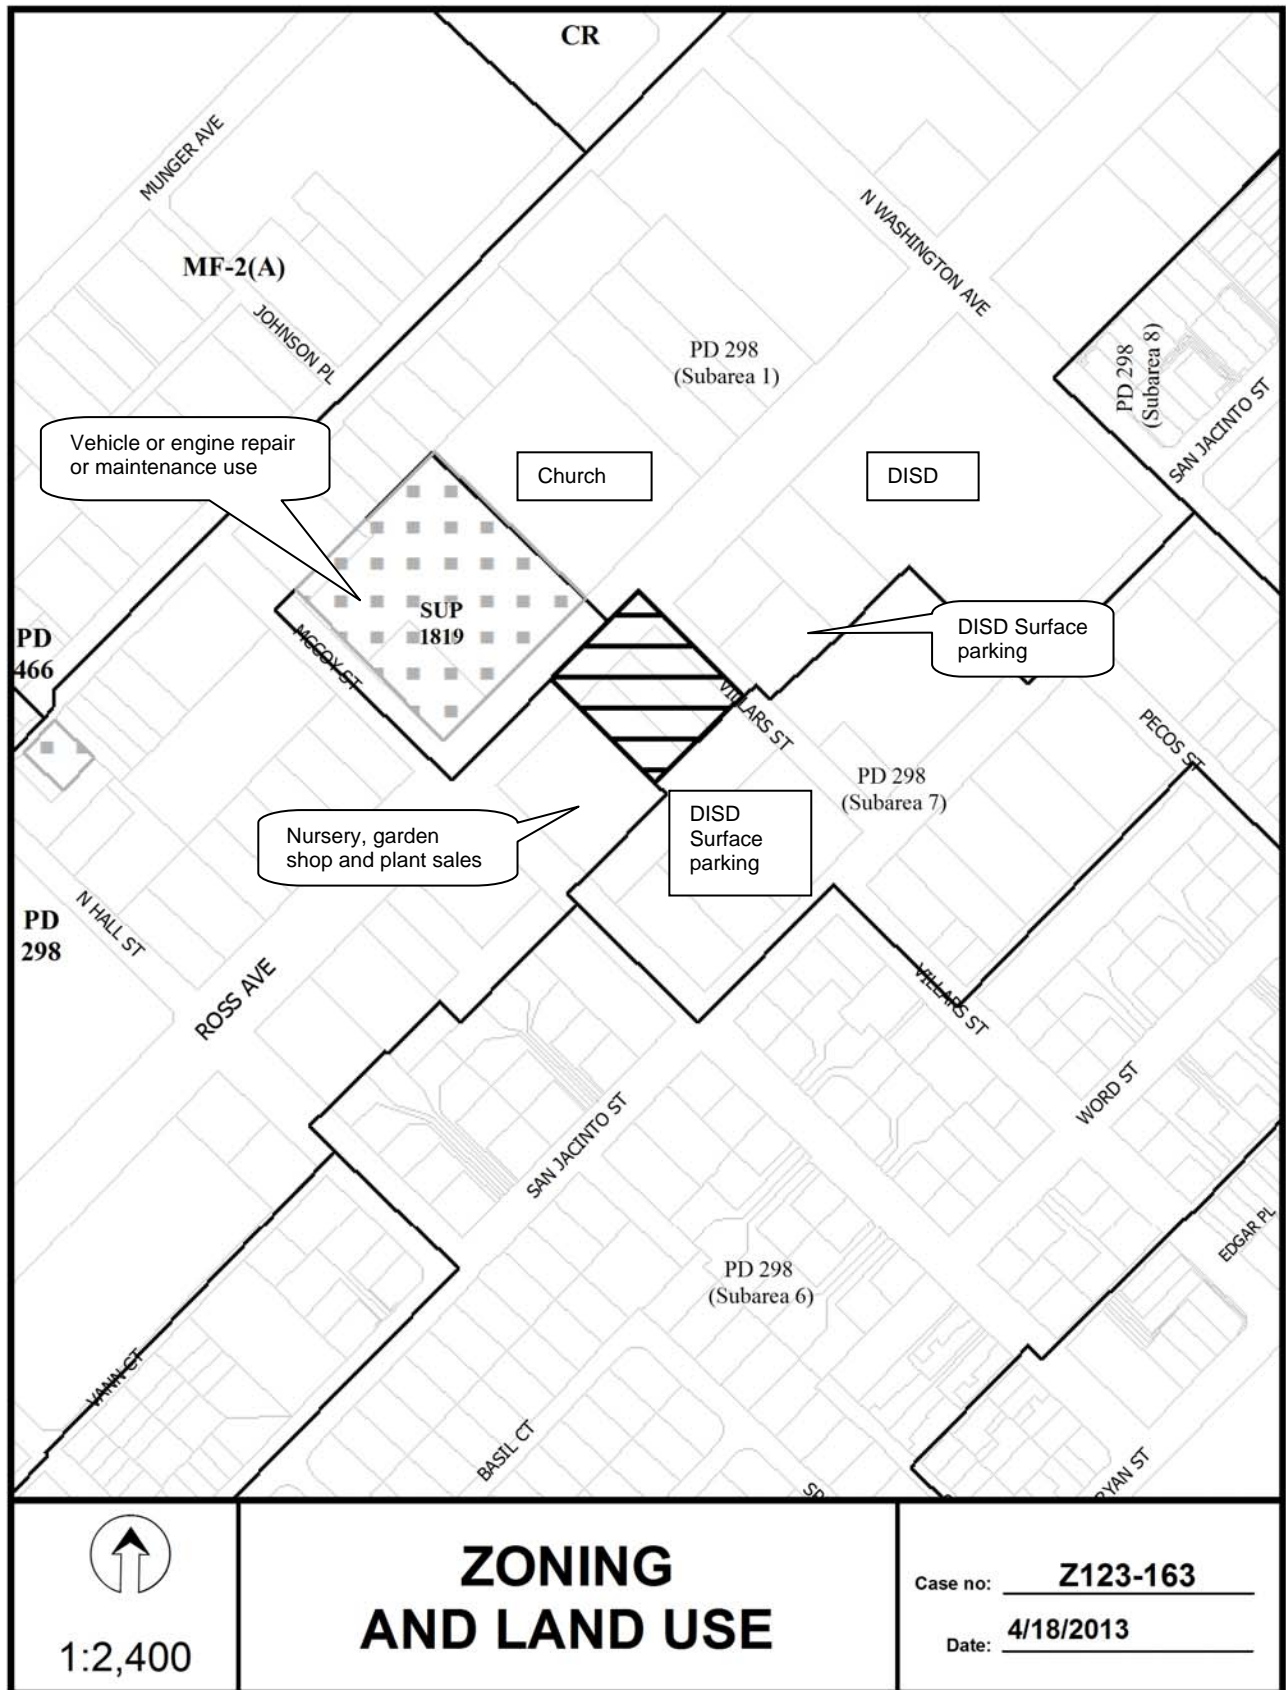 CR
MUNGER AVE
N WASHINGTON AVE
MF-2(A)
JOHNSON PL
PD 298
(Subarea 1)
PD 298
(Subarea 8)
SAN JACINTO ST
Vehicle or engine repair
or maintenance use
Church
DISD
SUP
1819
MCCOY ST
DISD Surface
parking
PD
466
VILLARS ST
PECOS ST
PD 298
(Subarea 7)
Nursery, garden
shop and plant sales
DISD
Surface
parking
N HALL ST
PD
298
ROSS AVE
VILLARS ST
WORD ST
SAN JACINTO ST
EDGAR PL
PD 298
(Subarea 6)
VANN CT
BASIL CT
RYAN ST
1:2,400
ZONING
AND LAND USE
Case no: Z123-163
Date: 4/18/2013